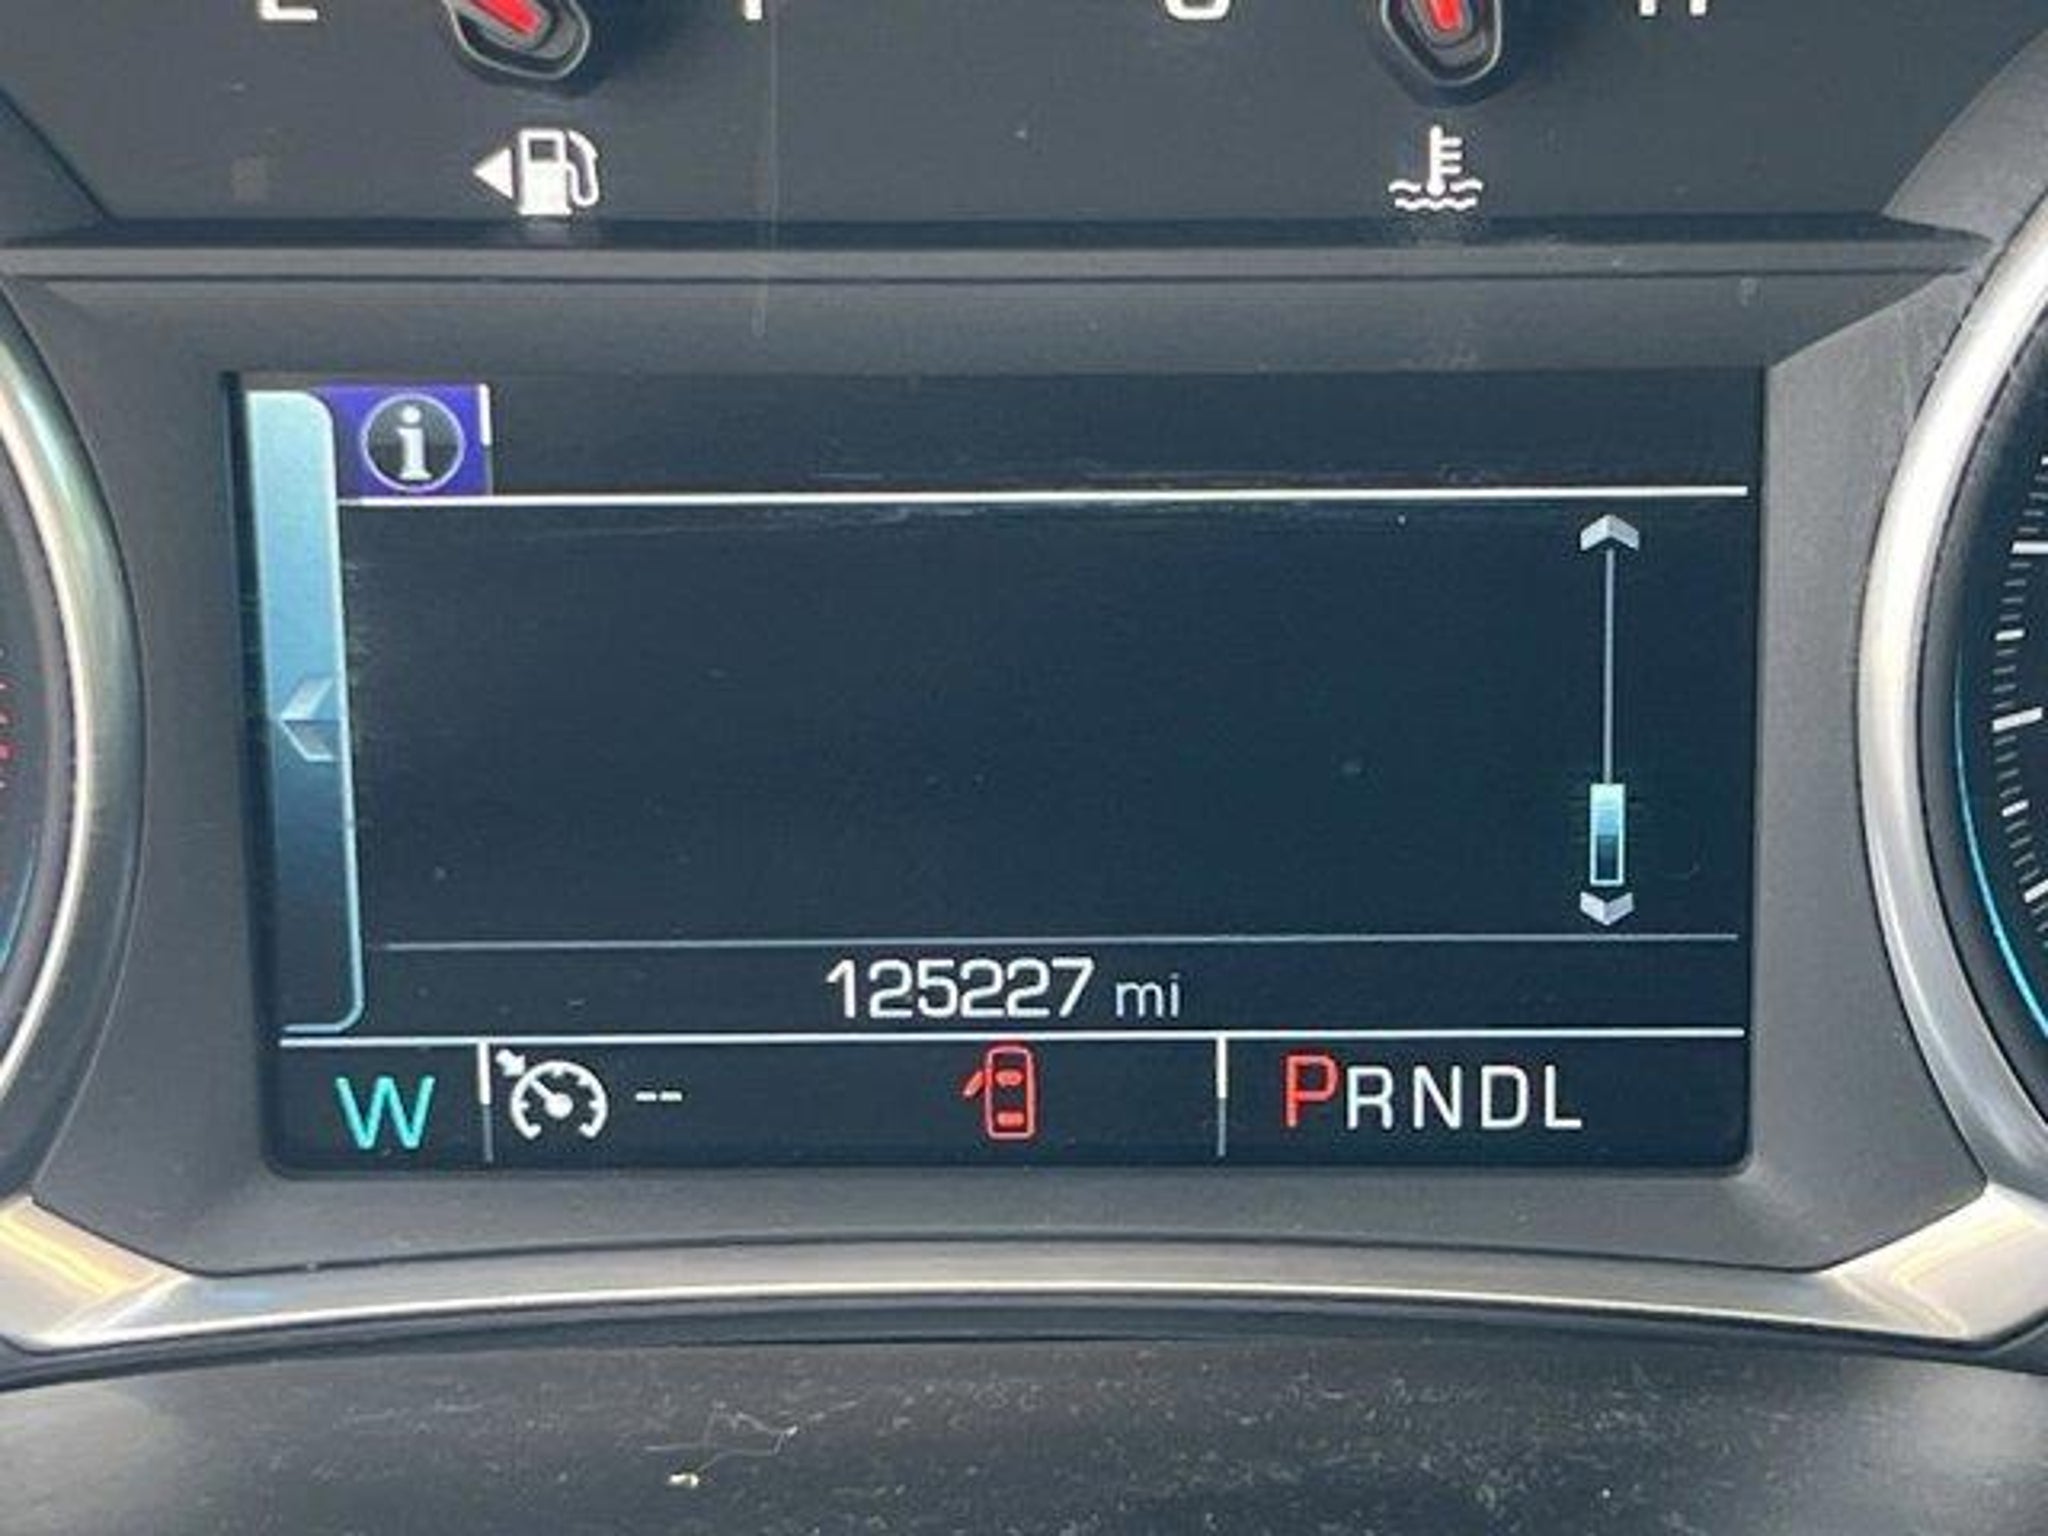 E F C H
i
125227 mi
W -- PRNDL